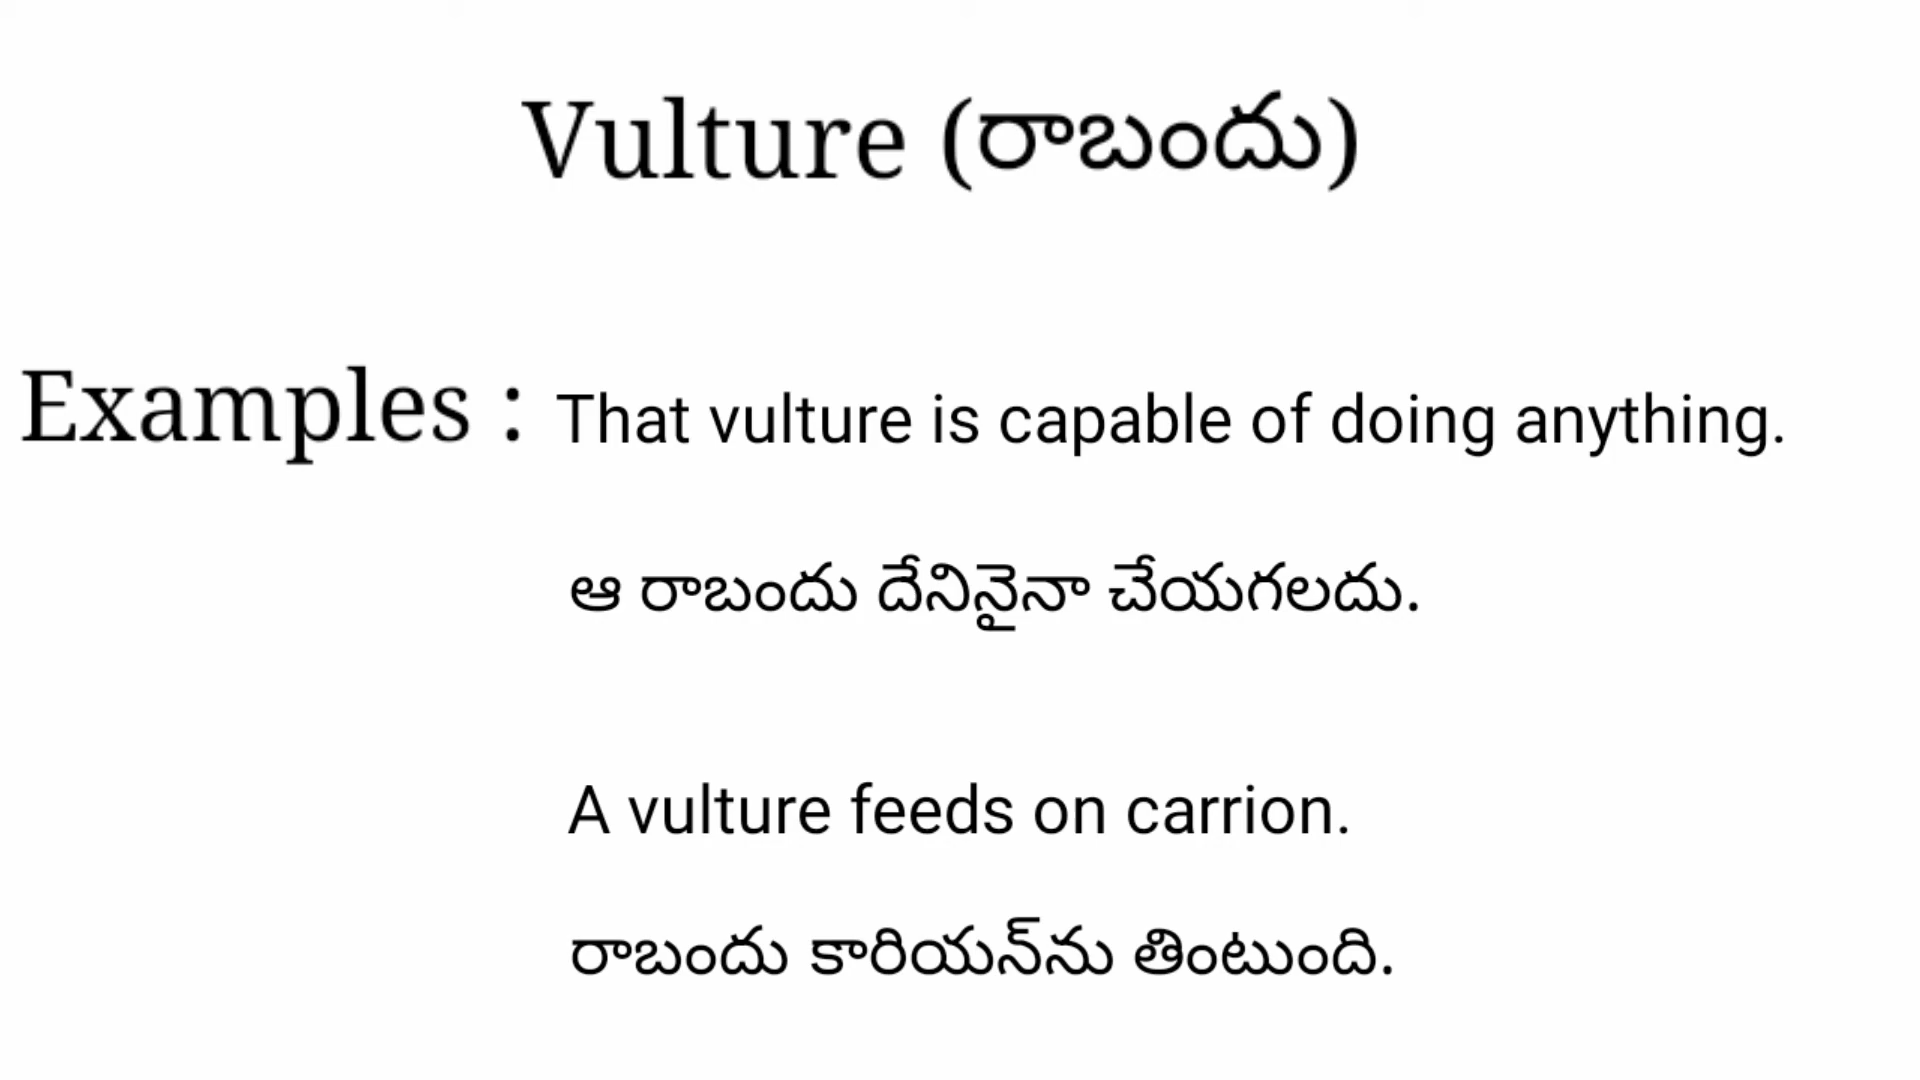 Vulture (రాబందు)
Examples : That vulture is capable of doing anything.
ఆ రాబందు దేనినైనా చేయగలదు.
A vulture feeds on carrion.
రాబందు కారియన్‌ను తింటుంది.